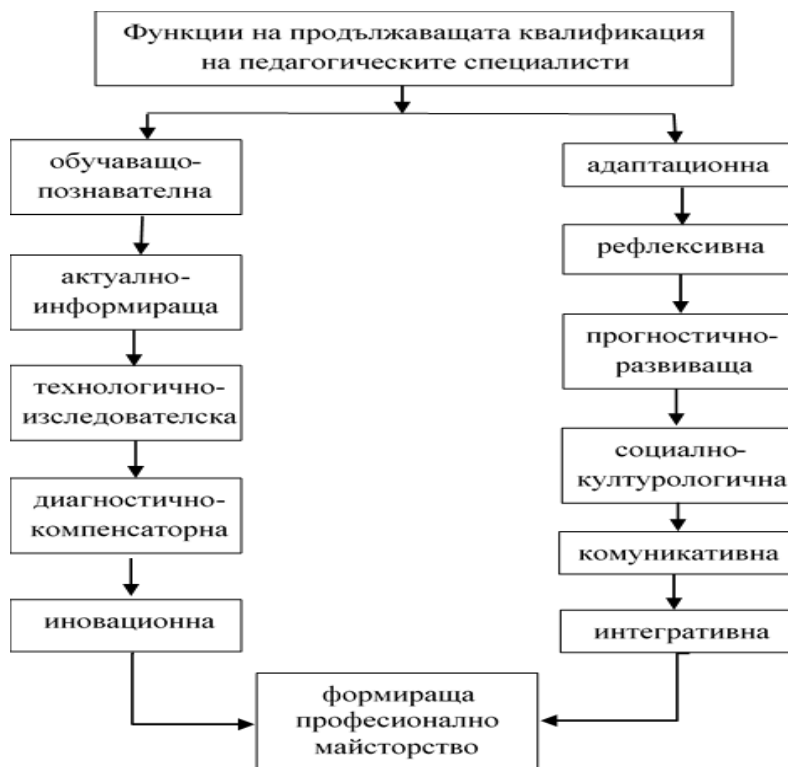 Функции на продължаващата квалификация
на педагогическите специалисти
обучаващо-
познавателна
актуално-
информираща
технологично-
изследователска
диагностично-
компенсаторна
иновационна
адаптационна
рефлексивна
прогностично-
развиваща
социално-
културологична
комуникативна
интегративна
формираща
професионално
майсторство